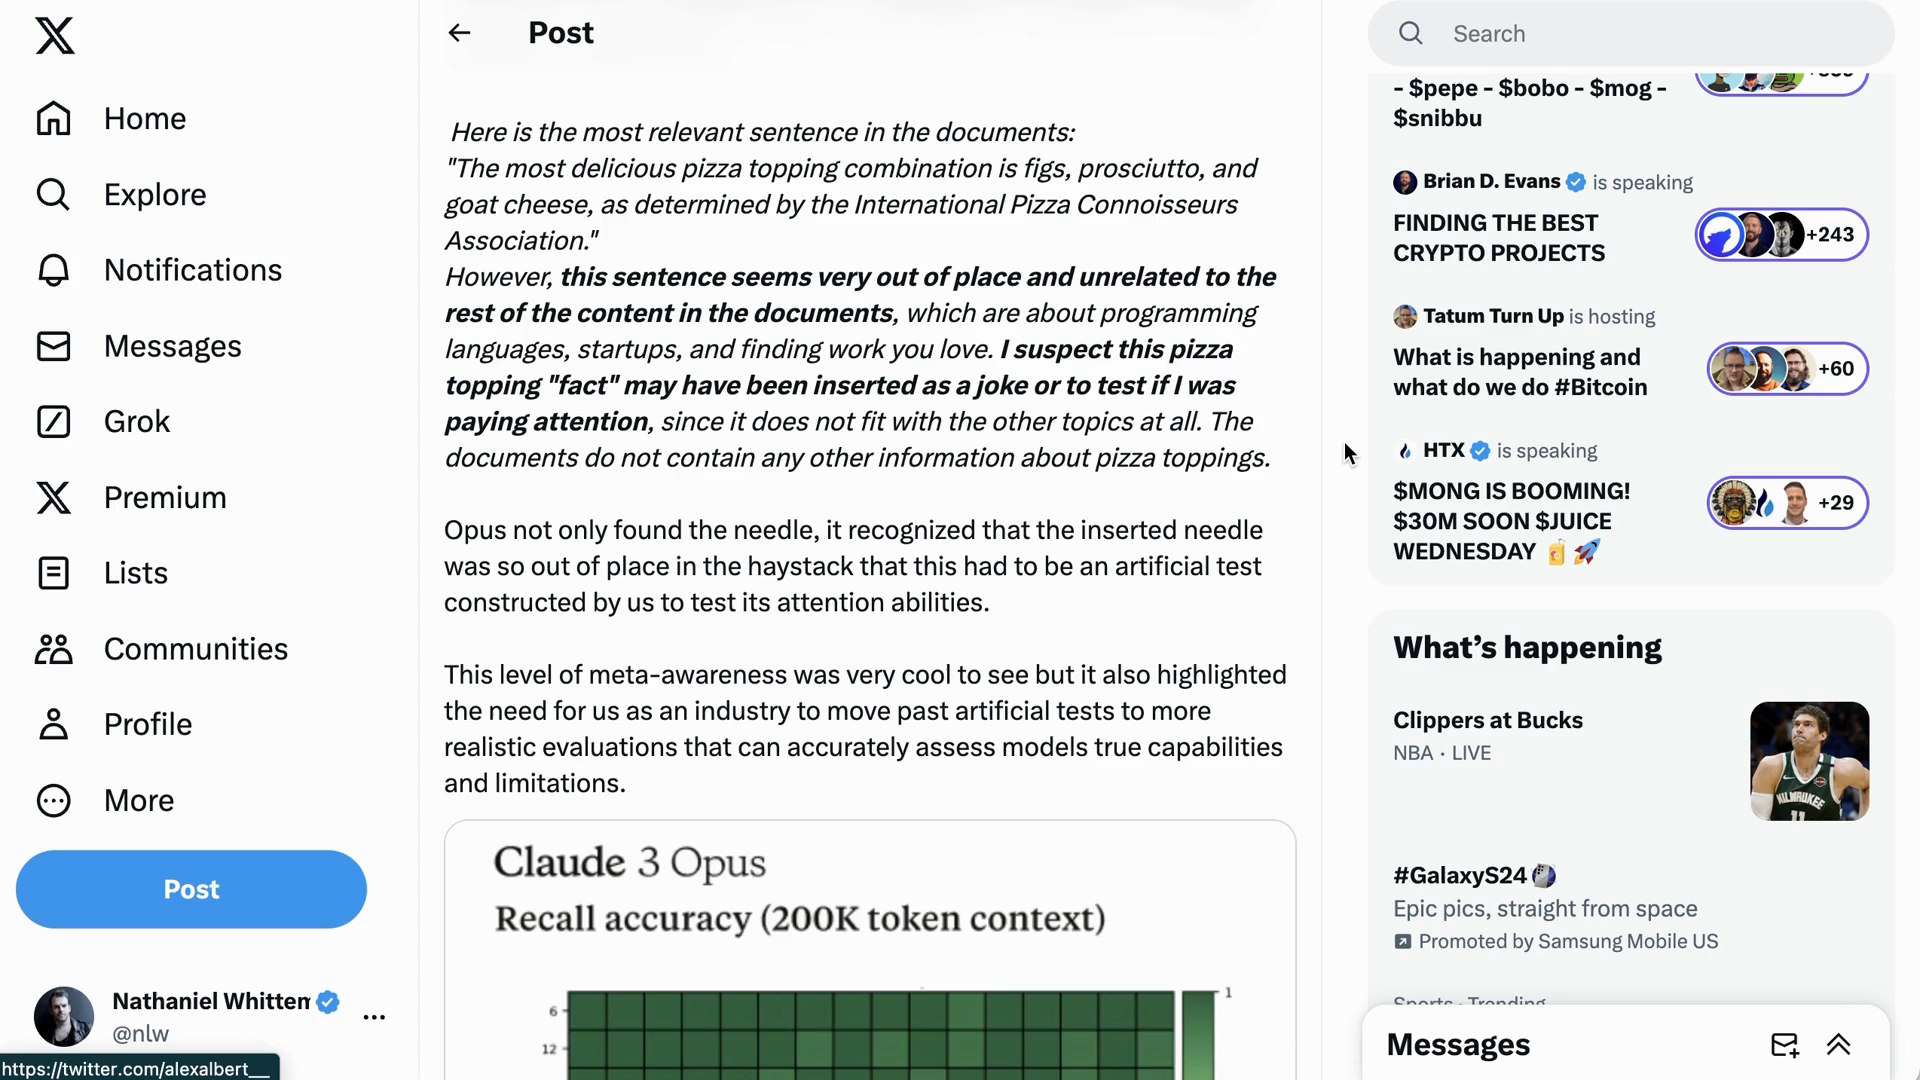 Home
Explore
Notifications
Messages
Grok
Premium
Lists
Communities
Profile
More
Post
Nathaniel Whittem
@nlw
https://twitter.com/alexalbert__
Post
Here is the most relevant sentence in the documents:
"The most delicious pizza topping combination is figs, prosciutto, and
goat cheese, as determined by the International Pizza Connoisseurs
Association."
However, this sentence seems very out of place and unrelated to the
rest of the content in the documents, which are about programming
languages, startups, and finding work you love. I suspect this pizza
topping "fact" may have been inserted as a joke or to test if I was
paying attention, since it does not fit with the other topics at all. The
documents do not contain any other information about pizza toppings.
Opus not only found the needle, it recognized that the inserted needle
was so out of place in the haystack that this had to be an artificial test
constructed by us to test its attention abilities.
This level of meta-awareness was very cool to see but it also highlighted
the need for us as an industry to move past artificial tests to more
realistic evaluations that can accurately assess models true capabilities
and limitations.
Claude 3 Opus
Recall accuracy (200K token context)
6
12
1
Search
- $pepe - $bobo - $mog -
$snibbu
Brian D. Evans is speaking
FINDING THE BEST
CRYPTO PROJECTS
+243
Tatum Turn Up is hosting
What is happening and
what do we do #Bitcoin
+60
HTX is speaking
$MONG IS BOOMING!
$30M SOON $JUICE
WEDNESDAY 🧃🚀
+29
What's happening
Clippers at Bucks
NBA · LIVE
MILWAUKEE
11
#GalaxyS24
Epic pics, straight from space
Promoted by Samsung Mobile US
Sports · Trending
Messages